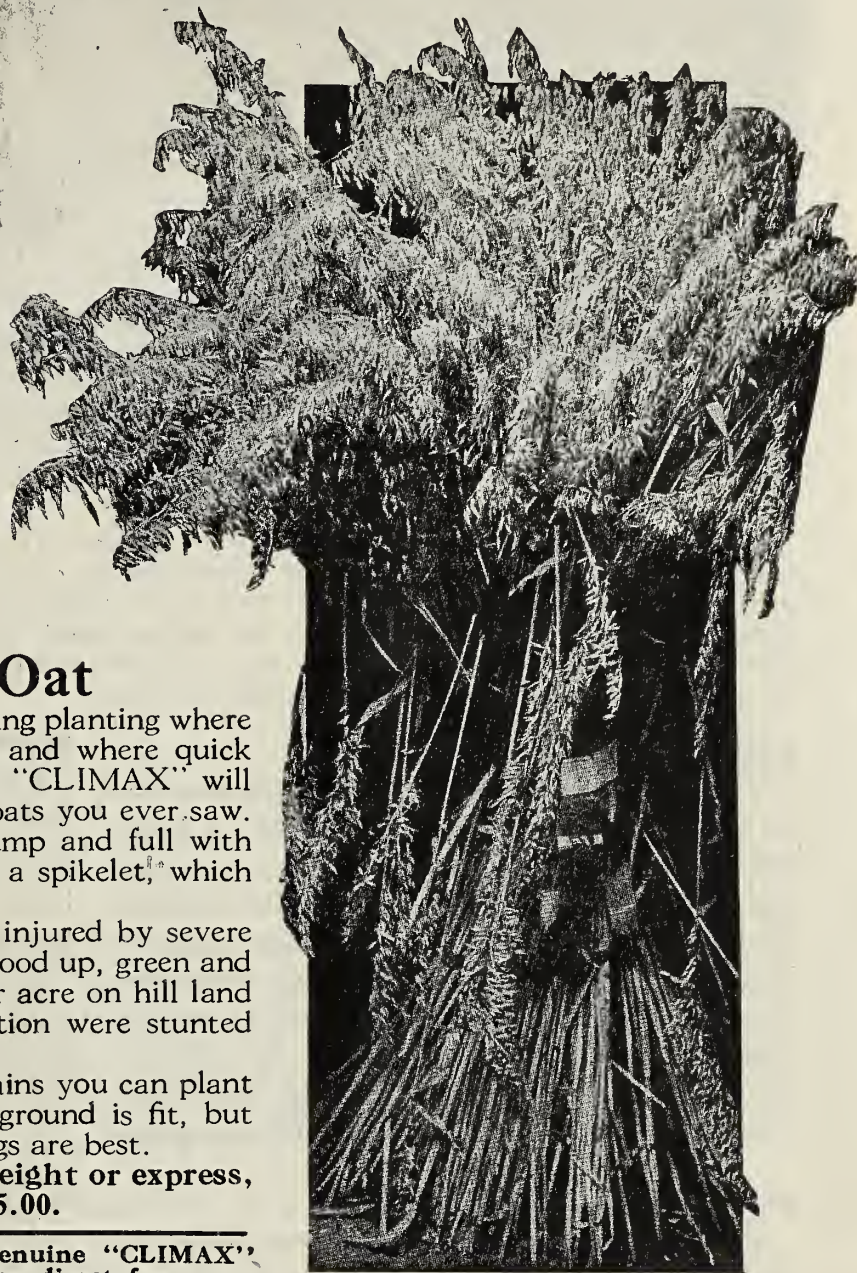 Oat
ing planting where
and where quick
"CLIMAX" will
oats you ever saw.
mp and full with
a spikelet, which
injured by severe
ood up, green and
r acre on hill land
tion were stunted
ains you can plant
ground is fit, but
gs are best.
eight or express,
5.00.
enuine "CLIMAX"